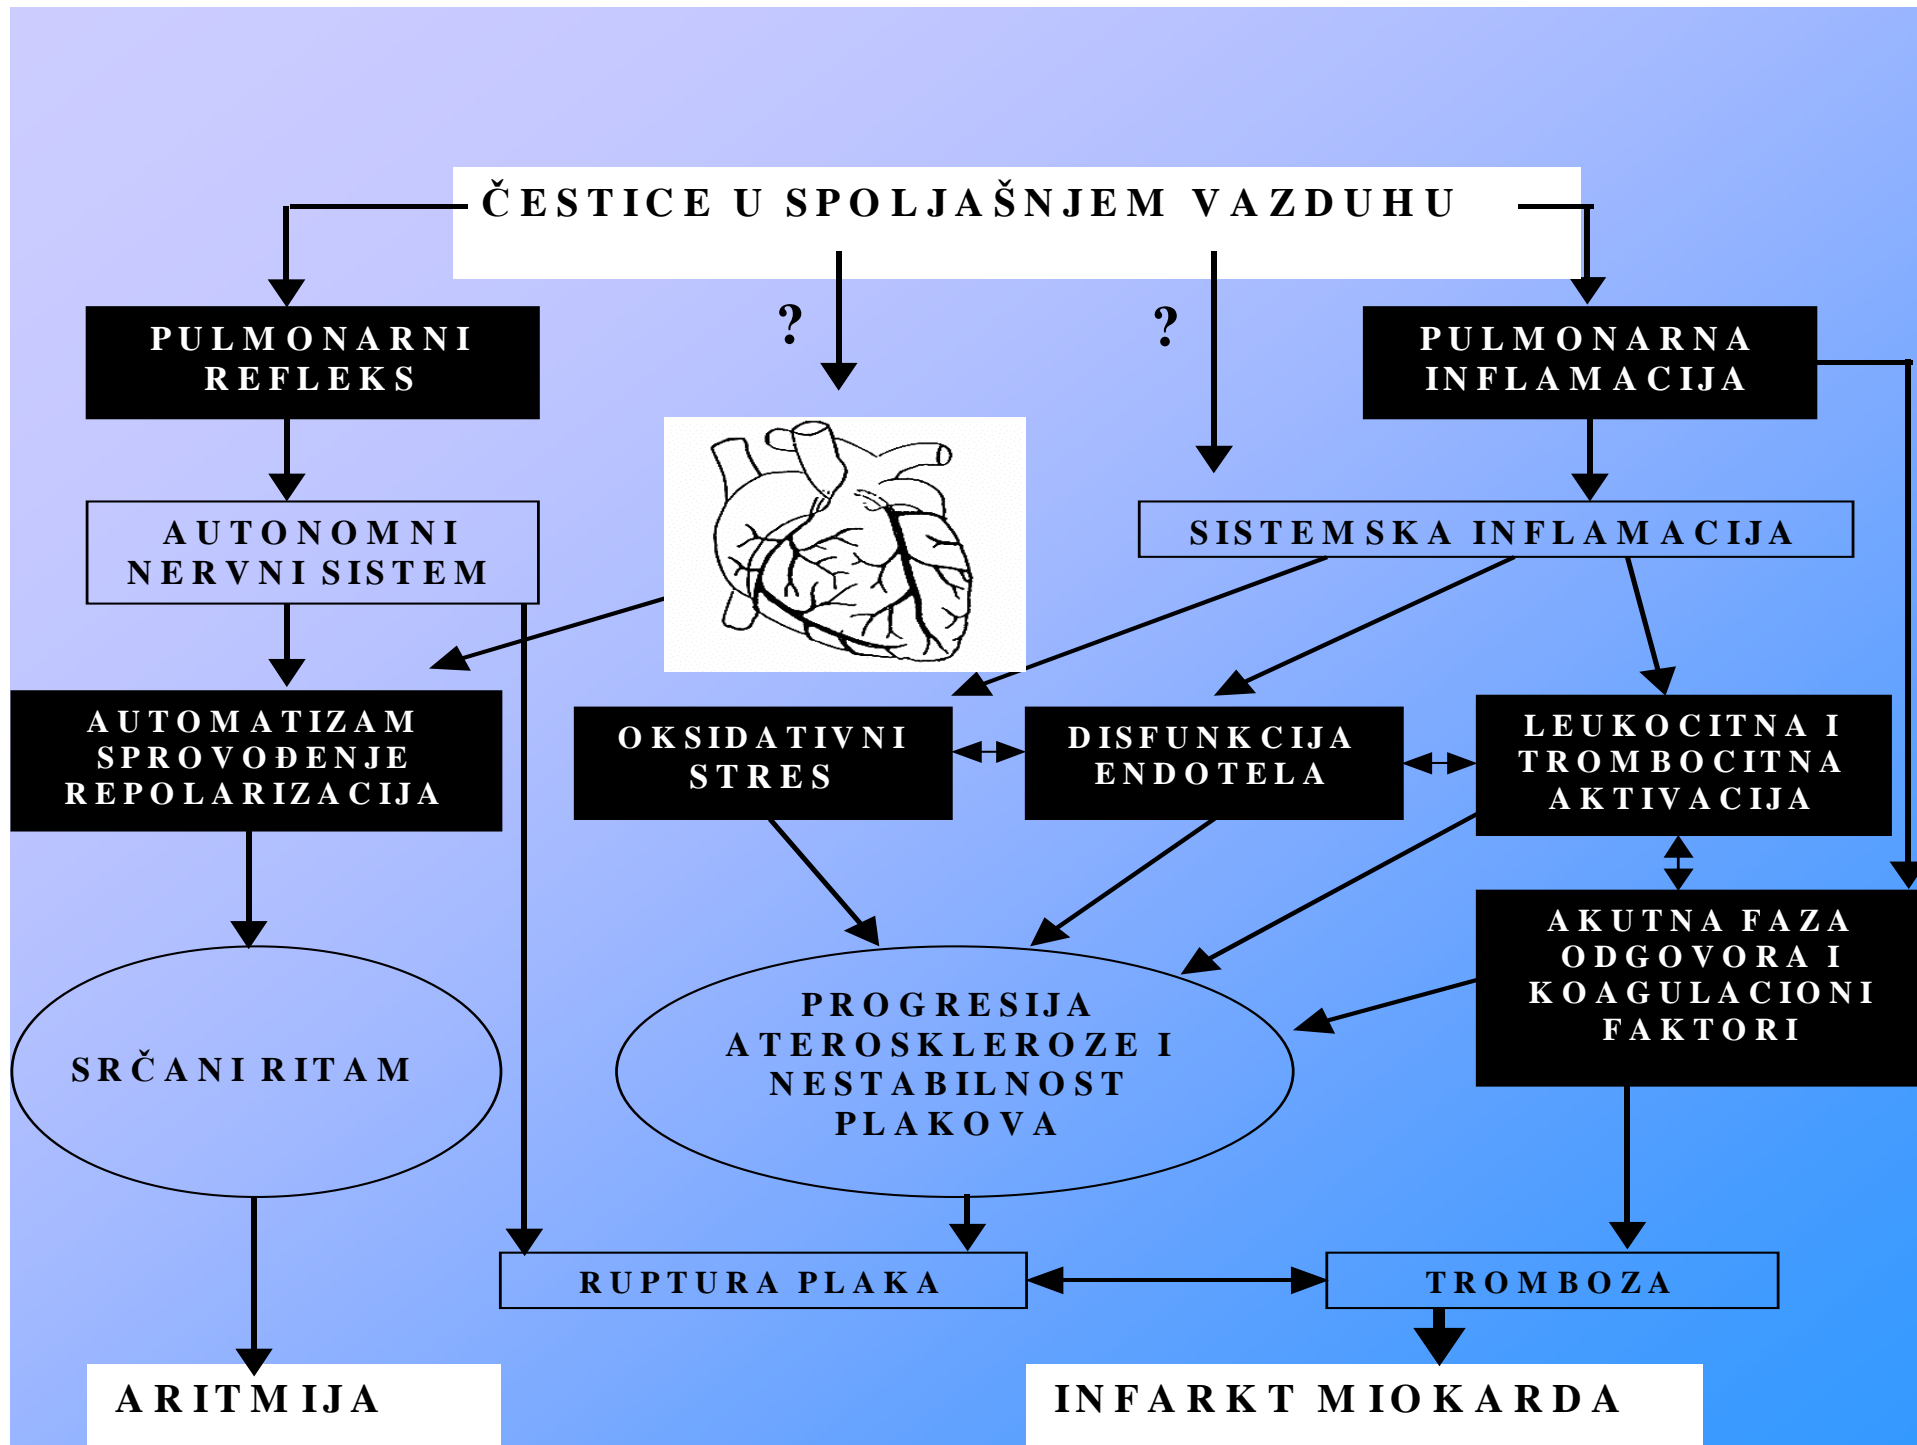 ČESTICE U SPOLJAŠNJEM VAZDUHU
?
?
PULMONARNI
REFLEKS
PULMONARNA
INFLAMACIJA
AUTONOMNI
NERVNI SISTEM
SISTEMSKA INFLAMACIJA
AUTOMATIZAM
SPROVOĐENJE
REPOLARIZACIJA
OKSIDATIVNI
STRES
DISFUNKCIJA
ENDOTELA
LEUKOCITNA I
TROMBOCITNA
AKTIVACIJA
AKUTNA FAZA
ODGOVORA I
KOAGULACIONI
FAKTORI
SRČANI RITAM
PROGRESIJA
ATEROSKLEROZE I
NESTABILNOST
PLAKOVA
RUPTURA PLAKA
TROMBOZA
ARITMIJA
INFARKT MIOKARDA